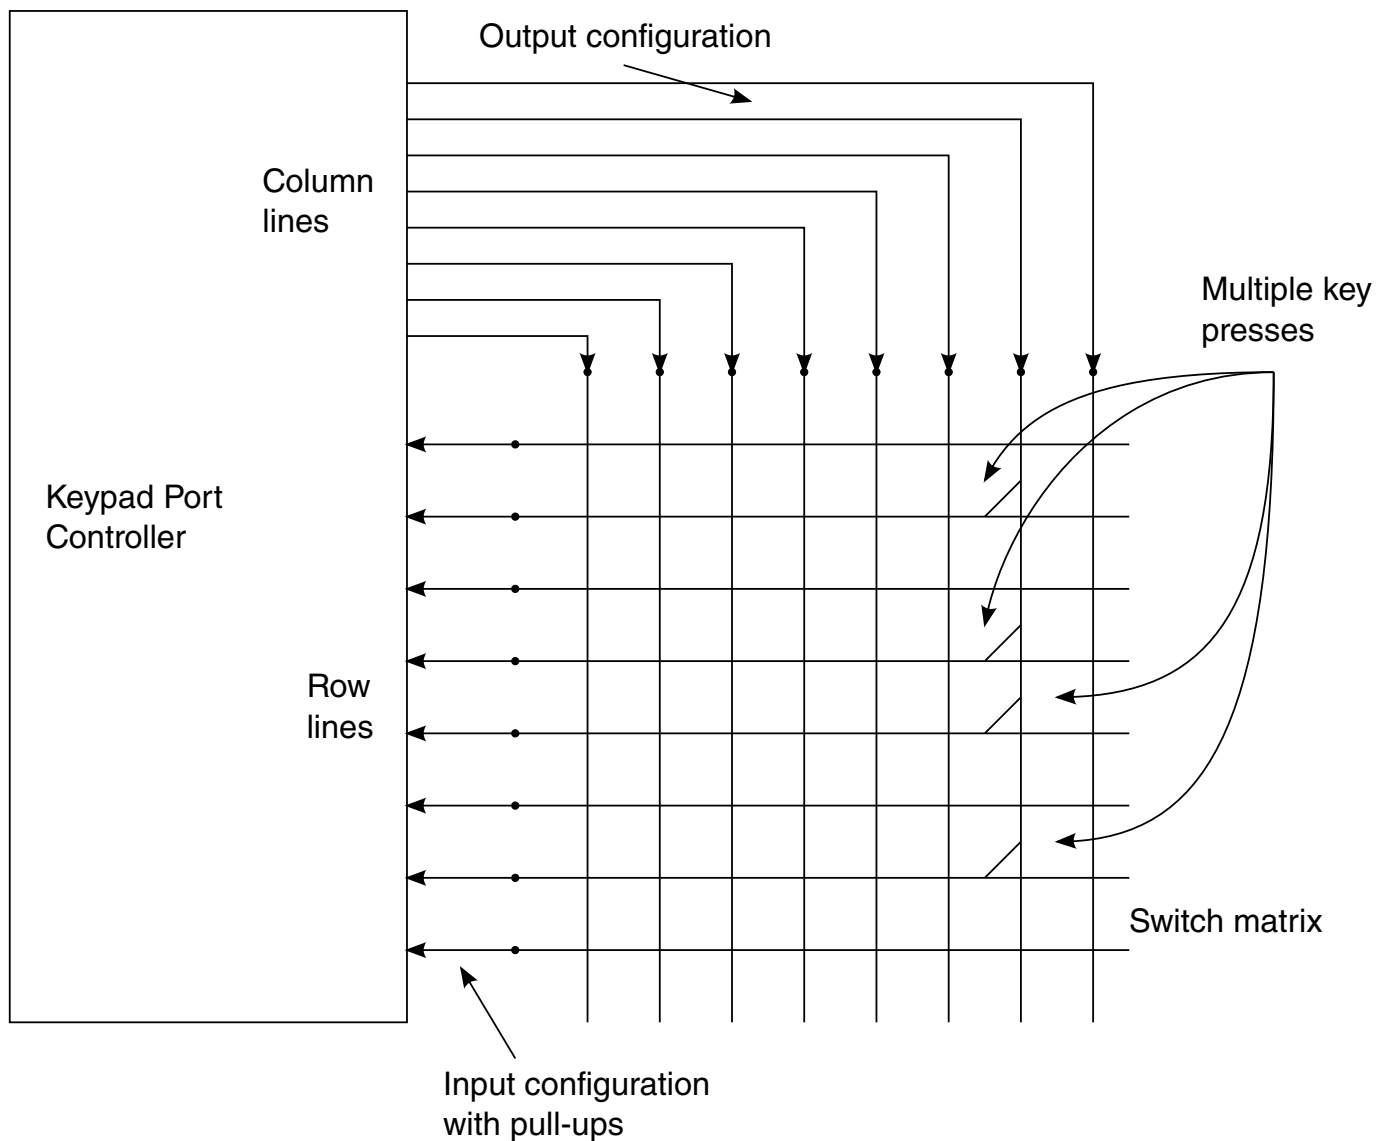 Output configuration
Column
lines
Multiple key
presses
Keypad Port
Controller
Row
lines
Switch matrix
Input configuration
with pull-ups